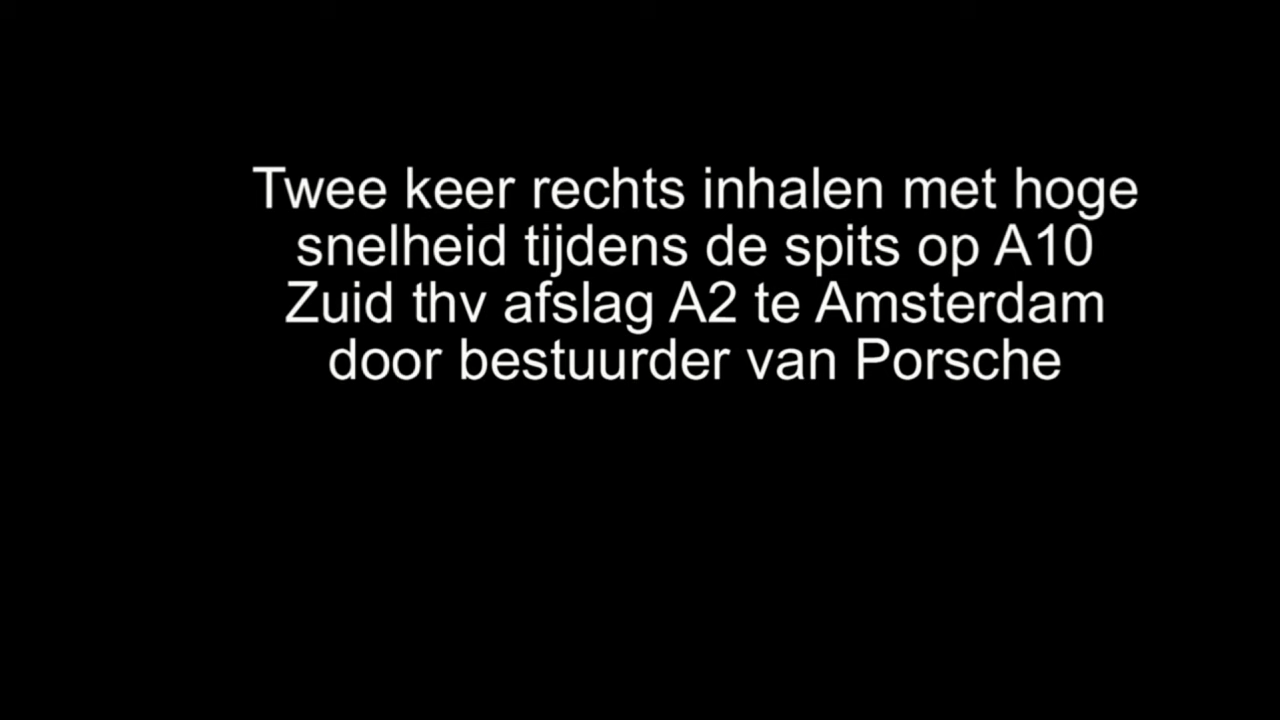 Twee keer rechts inhalen met hoge
snelheid tijdens de spits op A10
Zuid thv afslag A2 te Amsterdam
door bestuurder van Porsche